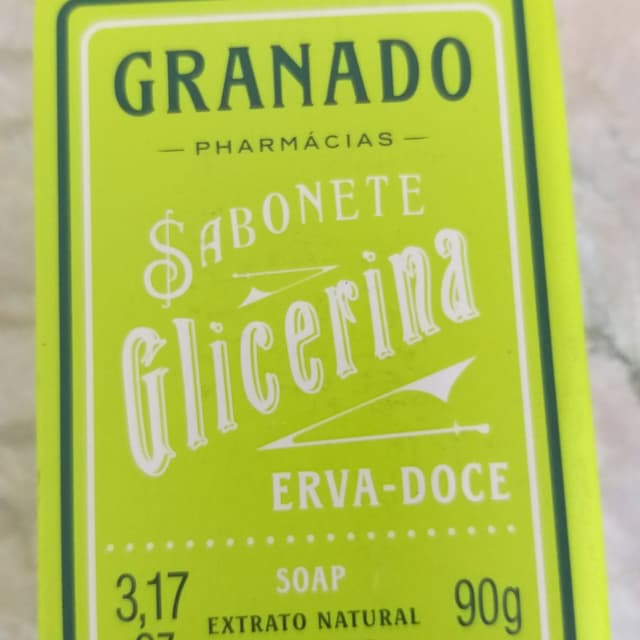 GRANADO
PHARMÁCIAS
SABONETE
Glicerina
ERVA-DOCE
SOAP
3,17
EXTRATO NATURAL
90g